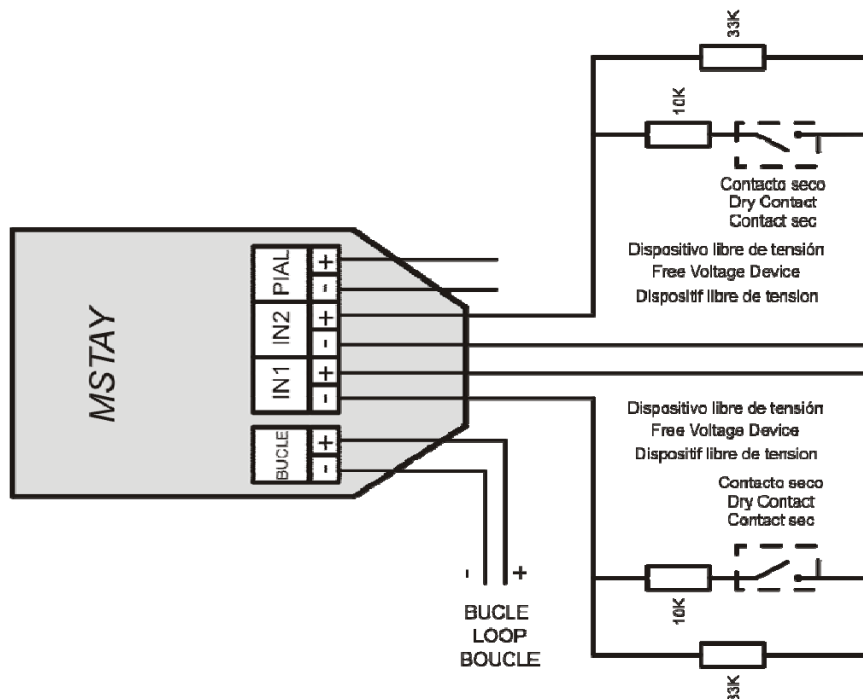 33K
10K
Contacto seco
Dry Contact
Contact sec
Dispositivo libre de tensión
Free Voltage Device
Dispositif libre de tension
MSTAY
PIAL
+
-
IN2
+
-
IN1
+
-
BUCLE
+
-
Dispositivo libre de tensión
Free Voltage Device
Dispositif libre de tension
Contacto seco
Dry Contact
Contact sec
10K
33K
- +
BUCLE
LOOP
BOUCLE